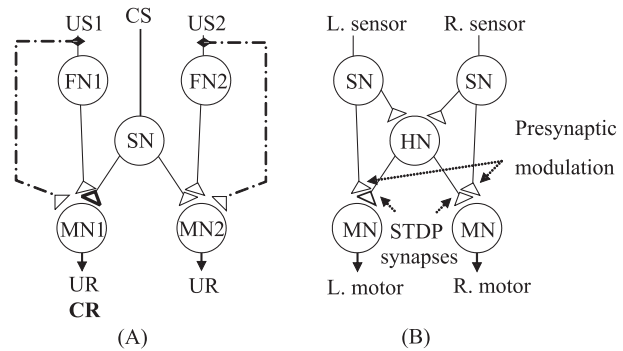 US1 CS US2
FN1 FN2
SN
MN1 MN2
UR UR
CR
(A)
L. sensor R. sensor
SN SN
HN
Presynaptic
modulation
MN MN
STDP
synapses
L. motor R. motor
(B)